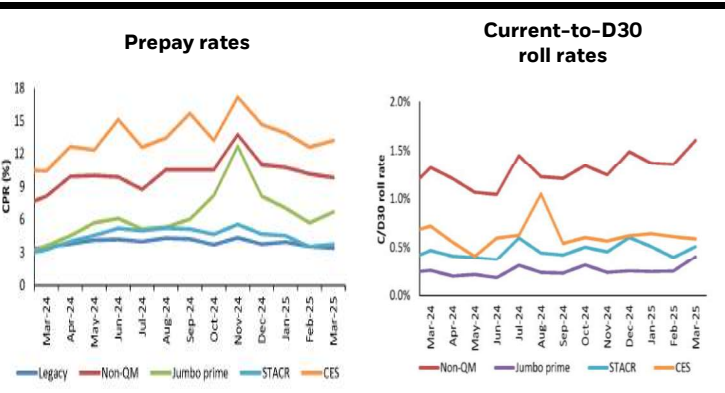 Prepay rates
18
15
12
9
6
3
0
CPR (%)
Mar-24
Apr-24
May-24
Jun-24
Jul-24
Aug-24
Sep-24
Oct-24
Nov-24
Dec-24
Jan-25
Feb-25
Mar-25
Legacy
Non-QM
Jumbo prime
STACR
CES
Current-to-D30
roll rates
2.0%
1.5%
1.0%
0.5%
0.0%
C/D30 roll rate
Mar-24
Apr-24
May-24
Jun-24
Jul-24
Aug-24
Sep-24
Oct-24
Nov-24
Dec-24
Jan-25
Feb-25
Mar-25
Non-QM
Jumbo prime
STACR
CES